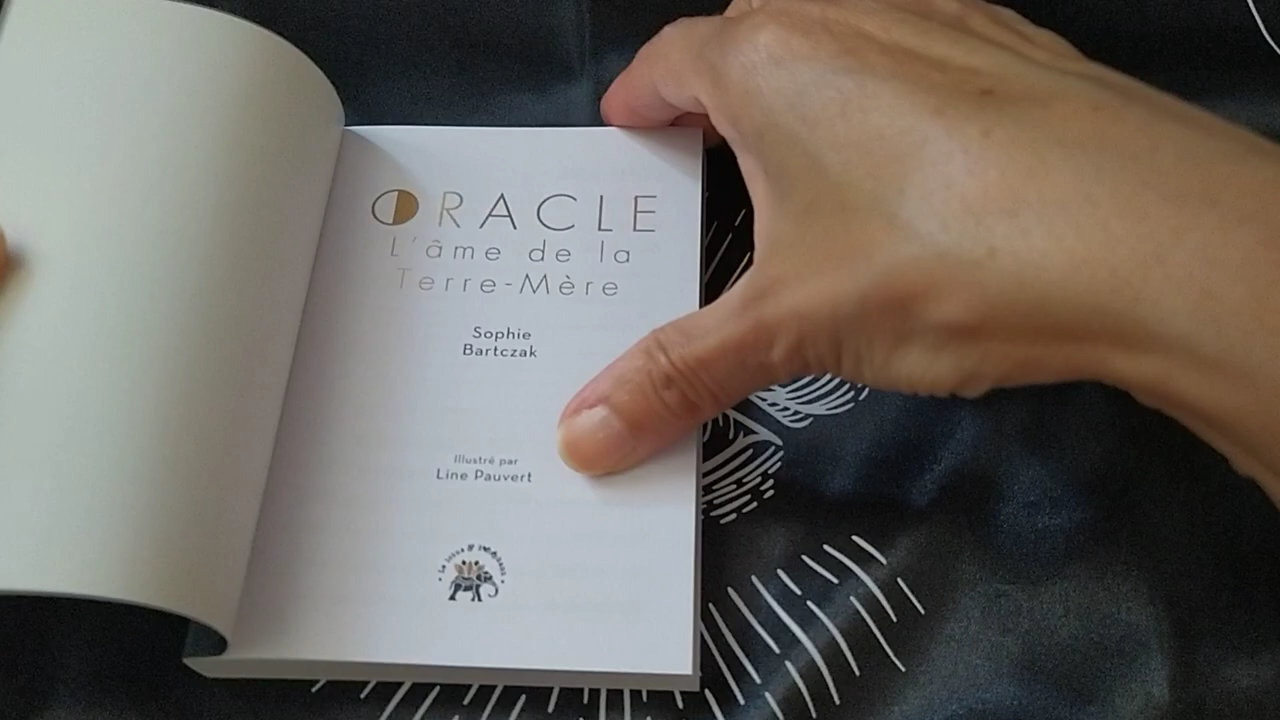 ORACLE
L'âme de la
Terre-Mère
Sophie
Bartczak
Illustré par
Line Pauvert